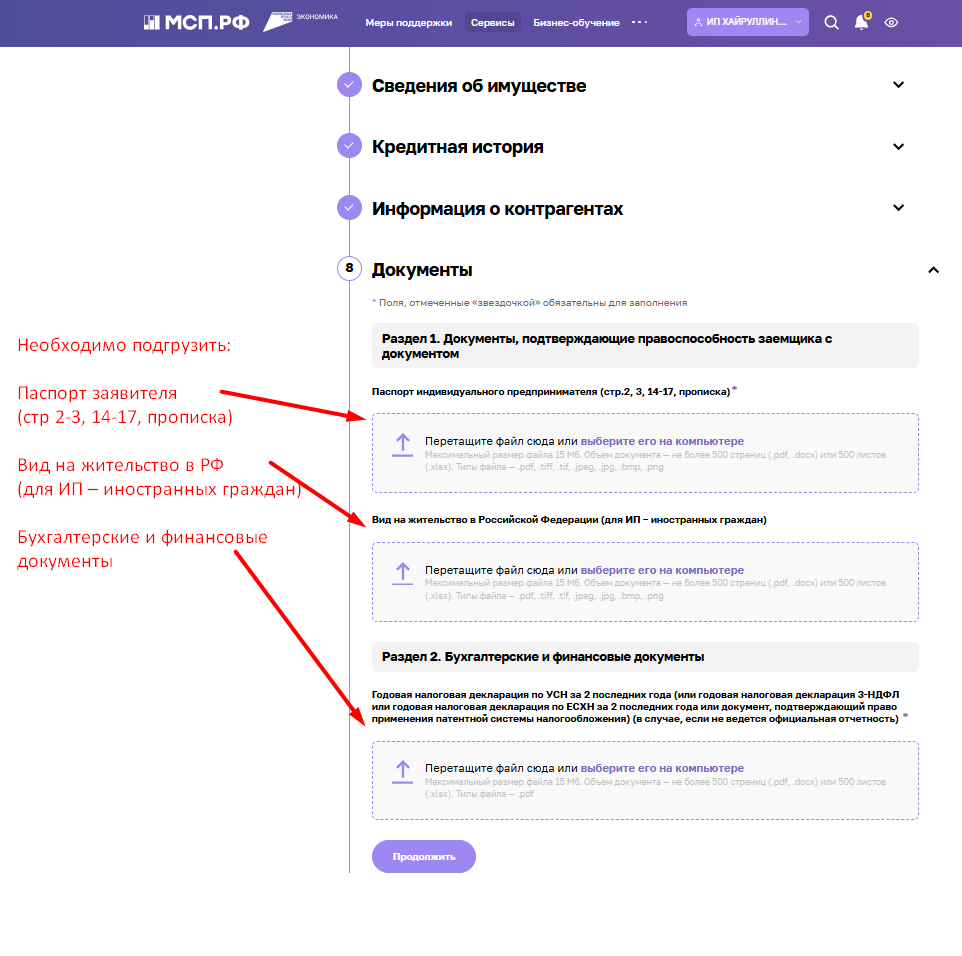 МСП.РФ
ЭКОНОМИКА
Меры поддержки
Сервисы
Бизнес-обучение
ИП ХАЙРУЛЛИН...
Сведения об имуществе
Кредитная история
Информация о контрагентах
8
Документы
* Поля, отмеченные «звездочкой» обязательны для заполнения
Раздел 1. Документы, подтверждающие правоспособность заемщика с
документом
Необходимо подгрузить:
Паспорт заявителя
(стр 2-3, 14-17, прописка)
Вид на жительство в РФ
(для ИП – иностранных граждан)
Бухгалтерские и финансовые
документы
Паспорт индивидуального предпринимателя (стр.2, 3, 14-17, прописка) *
Перетащите файл сюда или выберите его на компьютере
Максимальный размер файла 15 Мб. Объем документа — не более 500 страниц (.pdf, .docx) или 500 листов
(.xlsx). Типы файла — .pdf, .tiff, .tif, .jpeg, .jpg, .bmp, .png
Вид на жительство в Российской Федерации (для ИП – иностранных граждан)
Перетащите файл сюда или выберите его на компьютере
Максимальный размер файла 15 Мб. Объем документа — не более 500 страниц (.pdf, .docx) или 500 листов
(.xlsx). Типы файла — .pdf, .tiff, .tif, .jpeg, .jpg, .bmp, .png
Раздел 2. Бухгалтерские и финансовые документы
Годовая налоговая декларация по УСН за 2 последних года (или годовая налоговая декларация 3-НДФЛ
или годовая налоговая декларация по ЕСХН за 2 последних года или документ, подтверждающий право
применения патентной системы налогообложения) (в случае, если не ведется официальная отчетность) *
Перетащите файл сюда или выберите его на компьютере
Максимальный размер файла 15 Мб. Объем документа — не более 500 страниц (.pdf, .docx) или 500 листов
(.xlsx). Типы файла — .pdf
Продолжить